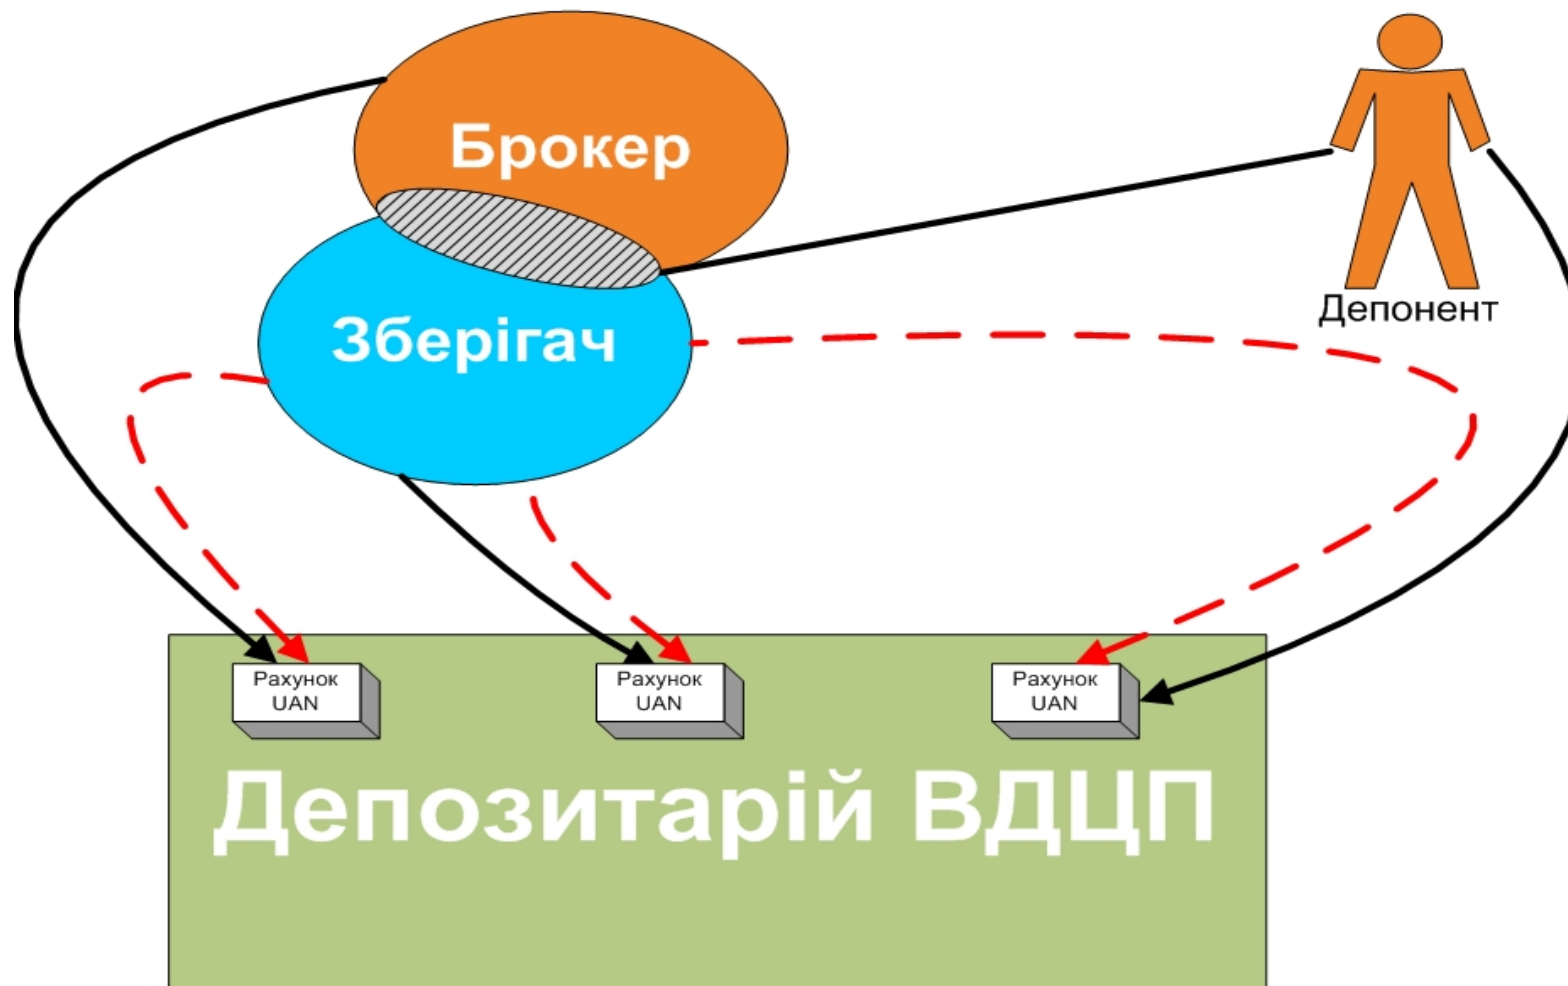 Брокер
Зберігач
Депонент
Рахунок
UAN
Рахунок
UAN
Рахунок
UAN
Депозитарій ВДЦП